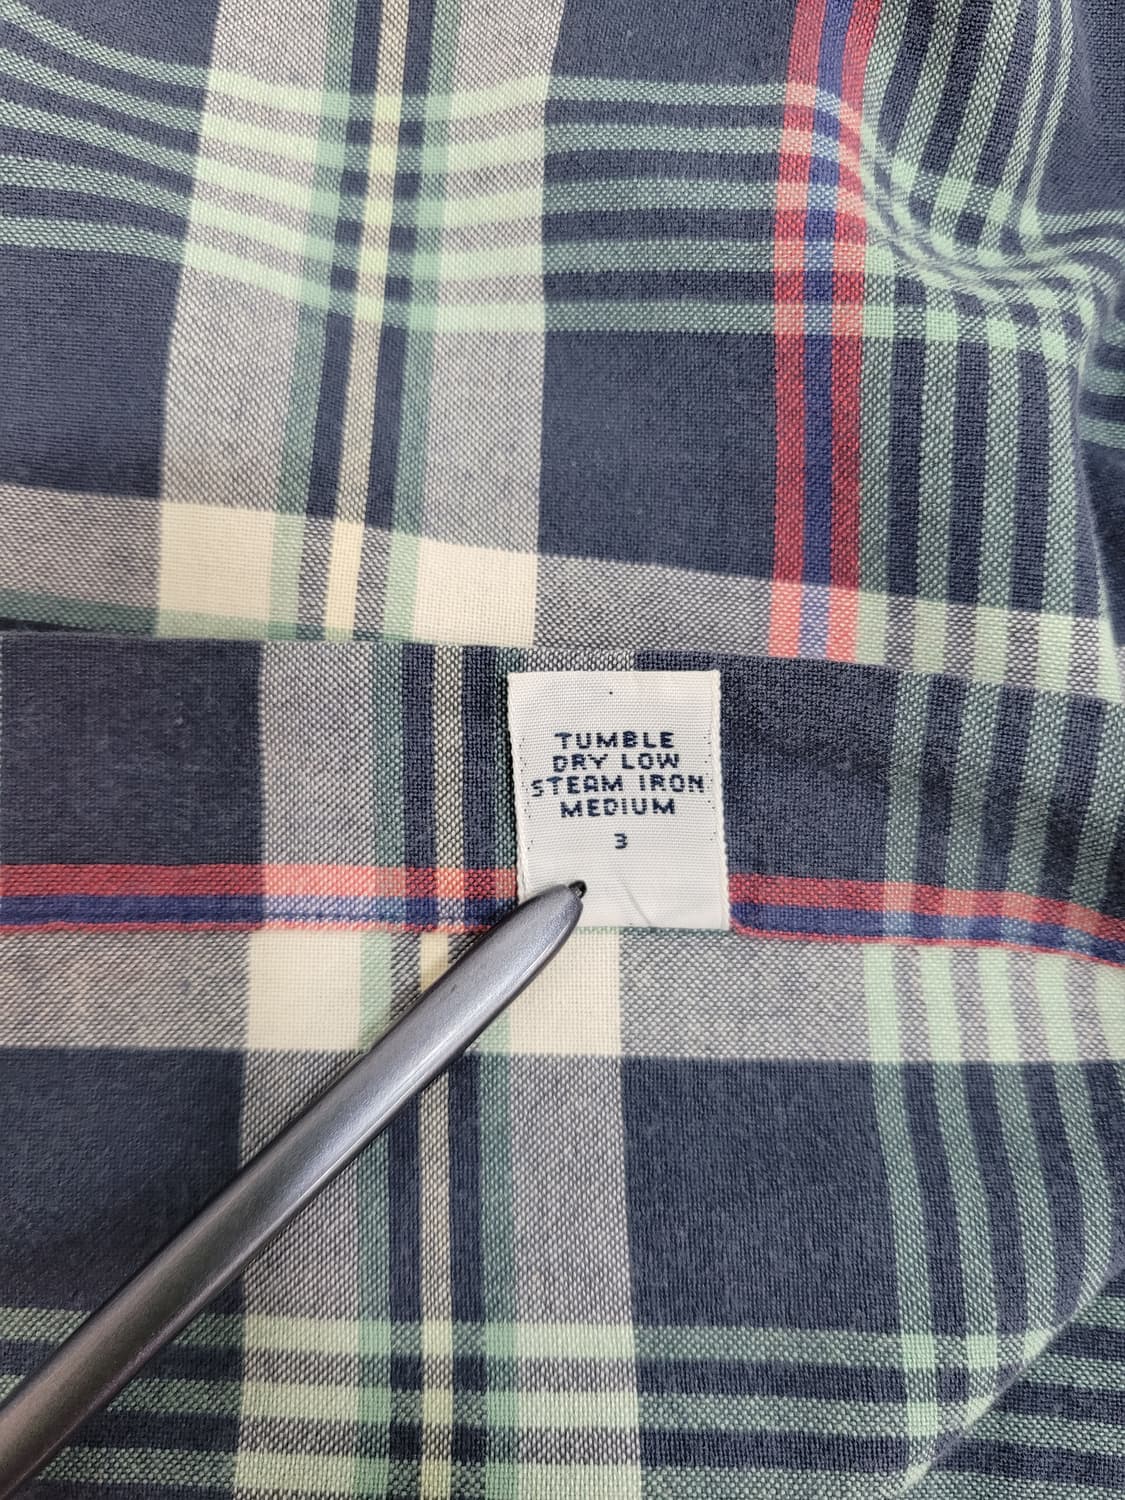 TUMBLE
DRY LOW
STEAM IRON
MEDIUM
3